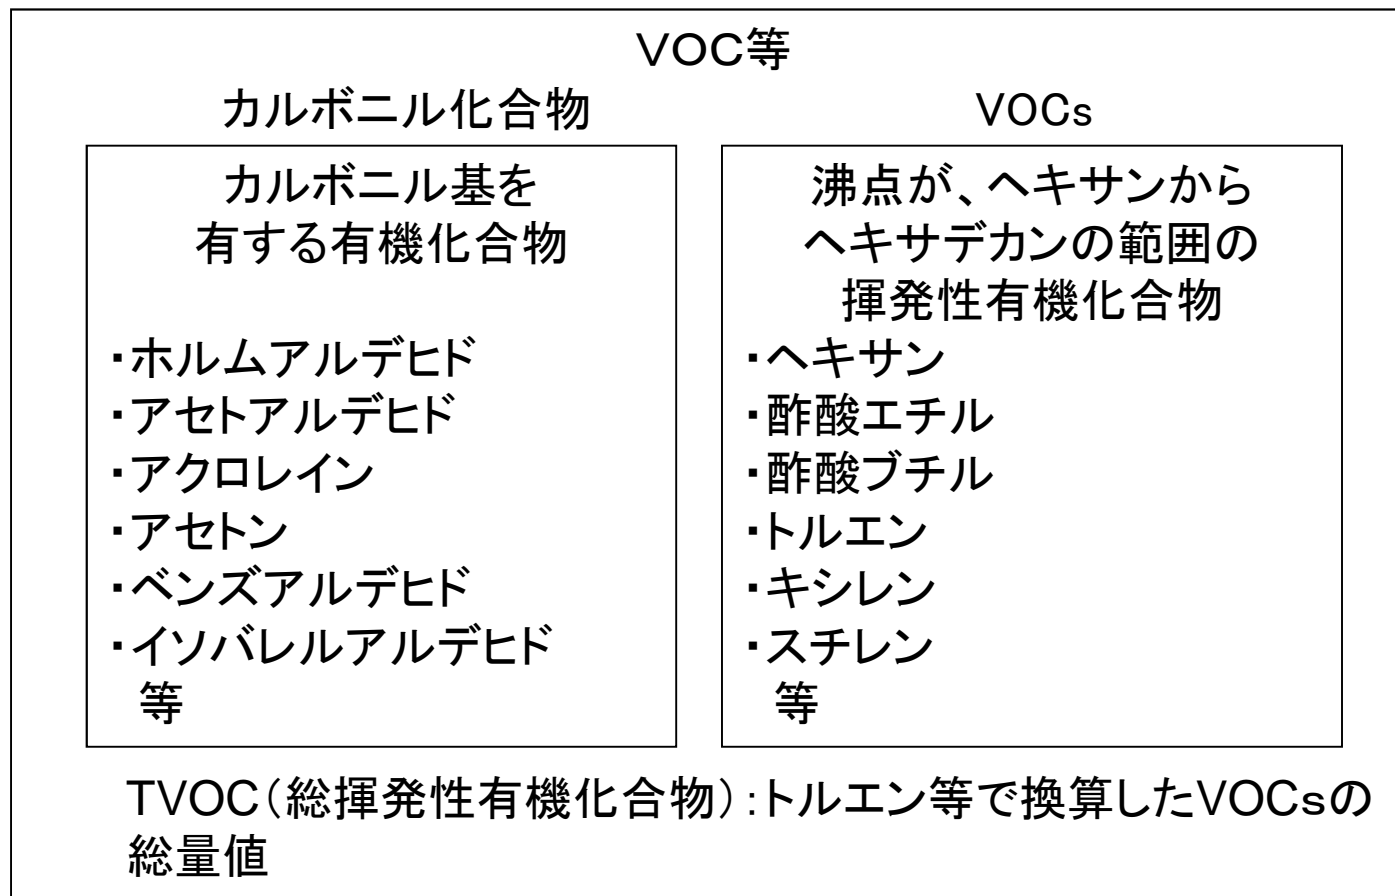 VOC等
カルボニル化合物
カルボニル基を
有する有機化合物
・ホルムアルデヒド
・アセトアルデヒド
・アクロレイン
・アセトン
・ベンズアルデヒド
・イソバレルアルデヒド
等
VOCs
沸点が、ヘキサンから
ヘキサデカンの範囲の
揮発性有機化合物
・ヘキサン
・酢酸エチル
・酢酸ブチル
・トルエン
・キシレン
・スチレン
等
TVOC(総揮発性有機化合物):トルエン等で換算したVOCsの
総量値